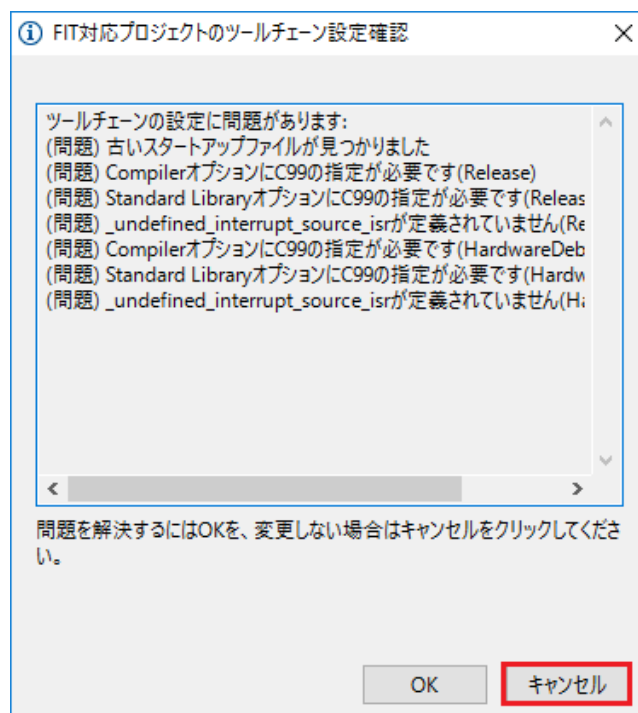 FIT対応プロジェクトのツールチェーン設定確認
ツールチェーンの設定に問題があります:
(問題) 古いスタートアップファイルが見つかりました
(問題) CompilerオプションにC99の指定が必要です(Release)
(問題) Standard LibraryオプションにC99の指定が必要です(Releas
(問題) _undefined_interrupt_source_isrが定義されていません(Re
(問題) CompilerオプションにC99の指定が必要です(HardwareDeb
(問題) Standard LibraryオプションにC99の指定が必要です(Hardw
(問題) _undefined_interrupt_source_isrが定義されていません(Ha
問題を解決するにはOKを、変更しない場合はキャンセルをクリックしてくださ
い。
OK
キャンセル